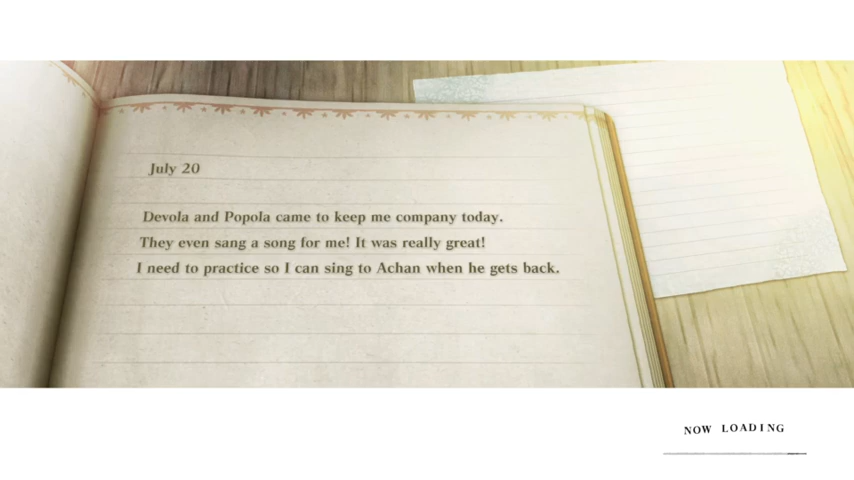 July 20
Devola and Popola came to keep me company today.
They even sang a song for me! It was really great!
I need to practice so I can sing to Achan when he gets back.
NOW LOADING